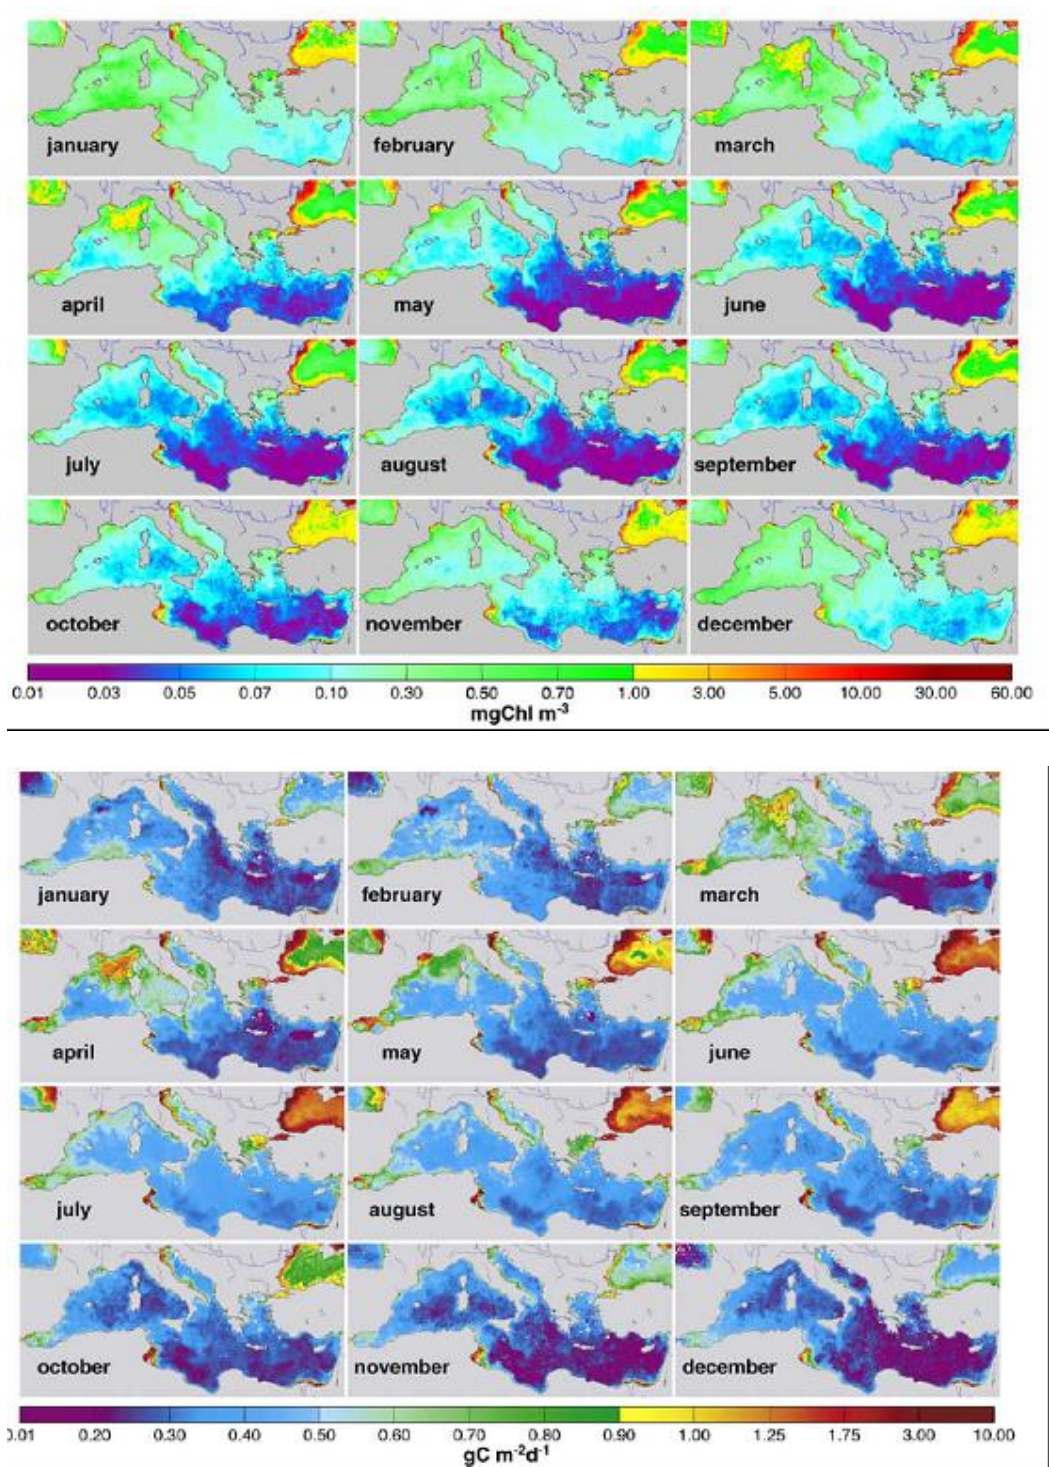 january february march
april may june
july august september
october november december
0.01 0.03 0.05 0.07 0.10 0.30 0.50 0.70 1.00 3.00 5.00 10.00 30.00 60.00
mgChl m⁻³
january february march
april may june
july august september
october november december
0.01 0.20 0.30 0.40 0.50 0.60 0.70 0.80 0.90 1.00 1.25 1.75 3.00 10.00
gC m⁻²d⁻¹